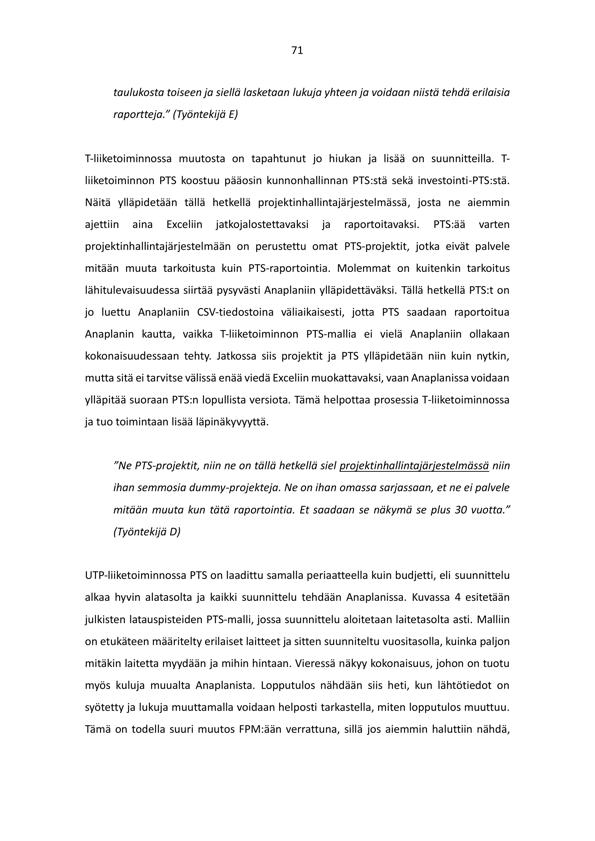 71
taulukosta toiseen ja siellä lasketaan lukuja yhteen ja voidaan niistä tehdä erilaisia
raportteja.” (Työntekijä E)
T-liiketoiminnossa muutosta on tapahtunut jo hiukan ja lisää on suunnitteilla. T-
liiketoiminnon PTS koostuu pääosin kunnonhallinnan PTS:stä sekä investointi-PTS:stä.
Näitä ylläpidetään tällä hetkellä projektinhallintajärjestelmässä, josta ne aiemmin
ajettiin aina Exceliin jatkojalostettavaksi ja raportoitavaksi. PTS:ää varten
projektinhallintajärjestelmään on perustettu omat PTS-projektit, jotka eivät palvele
mitään muuta tarkoitusta kuin PTS-raportointia. Molemmat on kuitenkin tarkoitus
lähitulevaisuudessa siirtää pysyvästi Anaplaniin ylläpidettäväksi. Tällä hetkellä PTS:t on
jo luettu Anaplaniin CSV-tiedostoina väliaikaisesti, jotta PTS saadaan raportoitua
Anaplanin kautta, vaikka T-liiketoiminnon PTS-mallia ei vielä Anaplaniin ollakaan
kokonaisuudessaan tehty. Jatkossa siis projektit ja PTS ylläpidetään niin kuin nytkin,
mutta sitä ei tarvitse välissä enää viedä Exceliin muokattavaksi, vaan Anaplanissa voidaan
ylläpitää suoraan PTS:n lopullista versiota. Tämä helpottaa prosessia T-liiketoiminnossa
ja tuo toimintaan lisää läpinäkyvyyttä.
”Ne PTS-projektit, niin ne on tällä hetkellä siel projektinhallintajärjestelmässä niin
ihan semmosia dummy-projekteja. Ne on ihan omassa sarjassaan, et ne ei palvele
mitään muuta kun tätä raportointia. Et saadaan se näkymä se plus 30 vuotta.”
(Työntekijä D)
UTP-liiketoiminnossa PTS on laadittu samalla periaatteella kuin budjetti, eli suunnittelu
alkaa hyvin alatasolta ja kaikki suunnittelu tehdään Anaplanissa. Kuvassa 4 esitetään
julkisten latauspisteiden PTS-malli, jossa suunnittelu aloitetaan laitetasolta asti. Malliin
on etukäteen määritelty erilaiset laitteet ja sitten suunniteltu vuositasolla, kuinka paljon
mitäkin laitetta myydään ja mihin hintaan. Vieressä näkyy kokonaisuus, johon on tuotu
myös kuluja muualta Anaplanista. Lopputulos nähdään siis heti, kun lähtötiedot on
syötetty ja lukuja muuttamalla voidaan helposti tarkastella, miten lopputulos muuttuu.
Tämä on todella suuri muutos FPM:ään verrattuna, sillä jos aiemmin haluttiin nähdä,